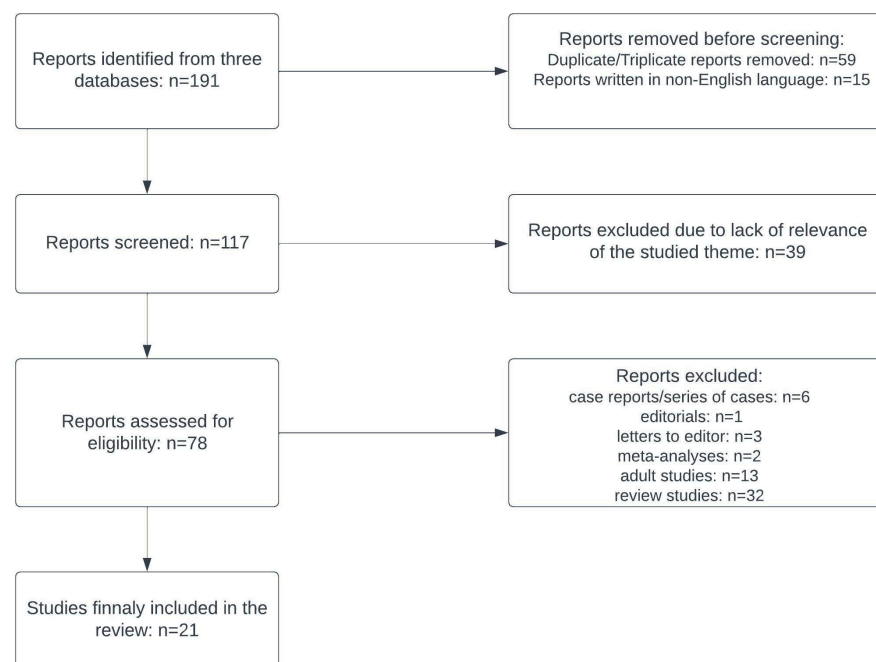 Reports identified from three
databases: n=191
Reports removed before screening:
Duplicate/Triplicate reports removed: n=59
Reports written in non-English language: n=15
Reports screened: n=117
Reports excluded due to lack of relevance
of the studied theme: n=39
Reports assessed for
eligibility: n=78
Reports excluded:
case reports/series of cases: n=6
editorials: n=1
letters to editor: n=3
meta-analyses: n=2
adult studies: n=13
review studies: n=32
Studies finnaly included in the
review: n=21